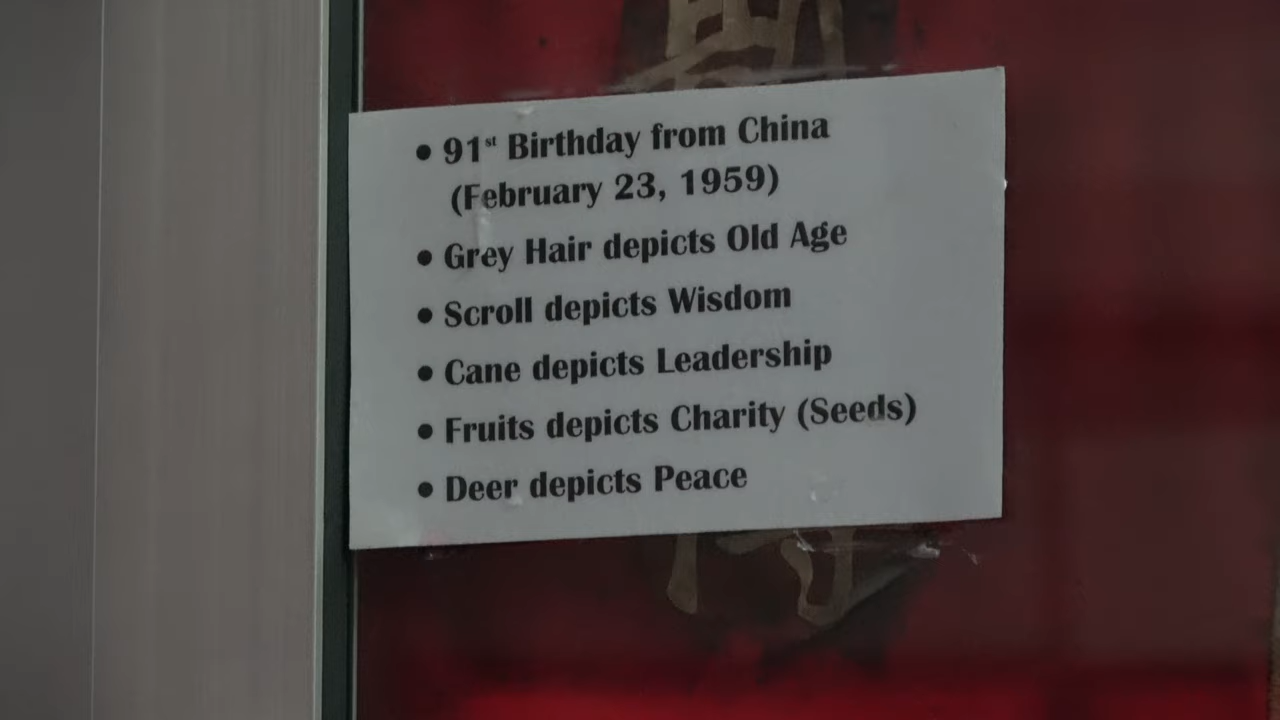 • 91st Birthday from China
(February 23, 1959)
• Grey Hair depicts Old Age
• Scroll depicts Wisdom
• Cane depicts Leadership
• Fruits depicts Charity (Seeds)
• Deer depicts Peace